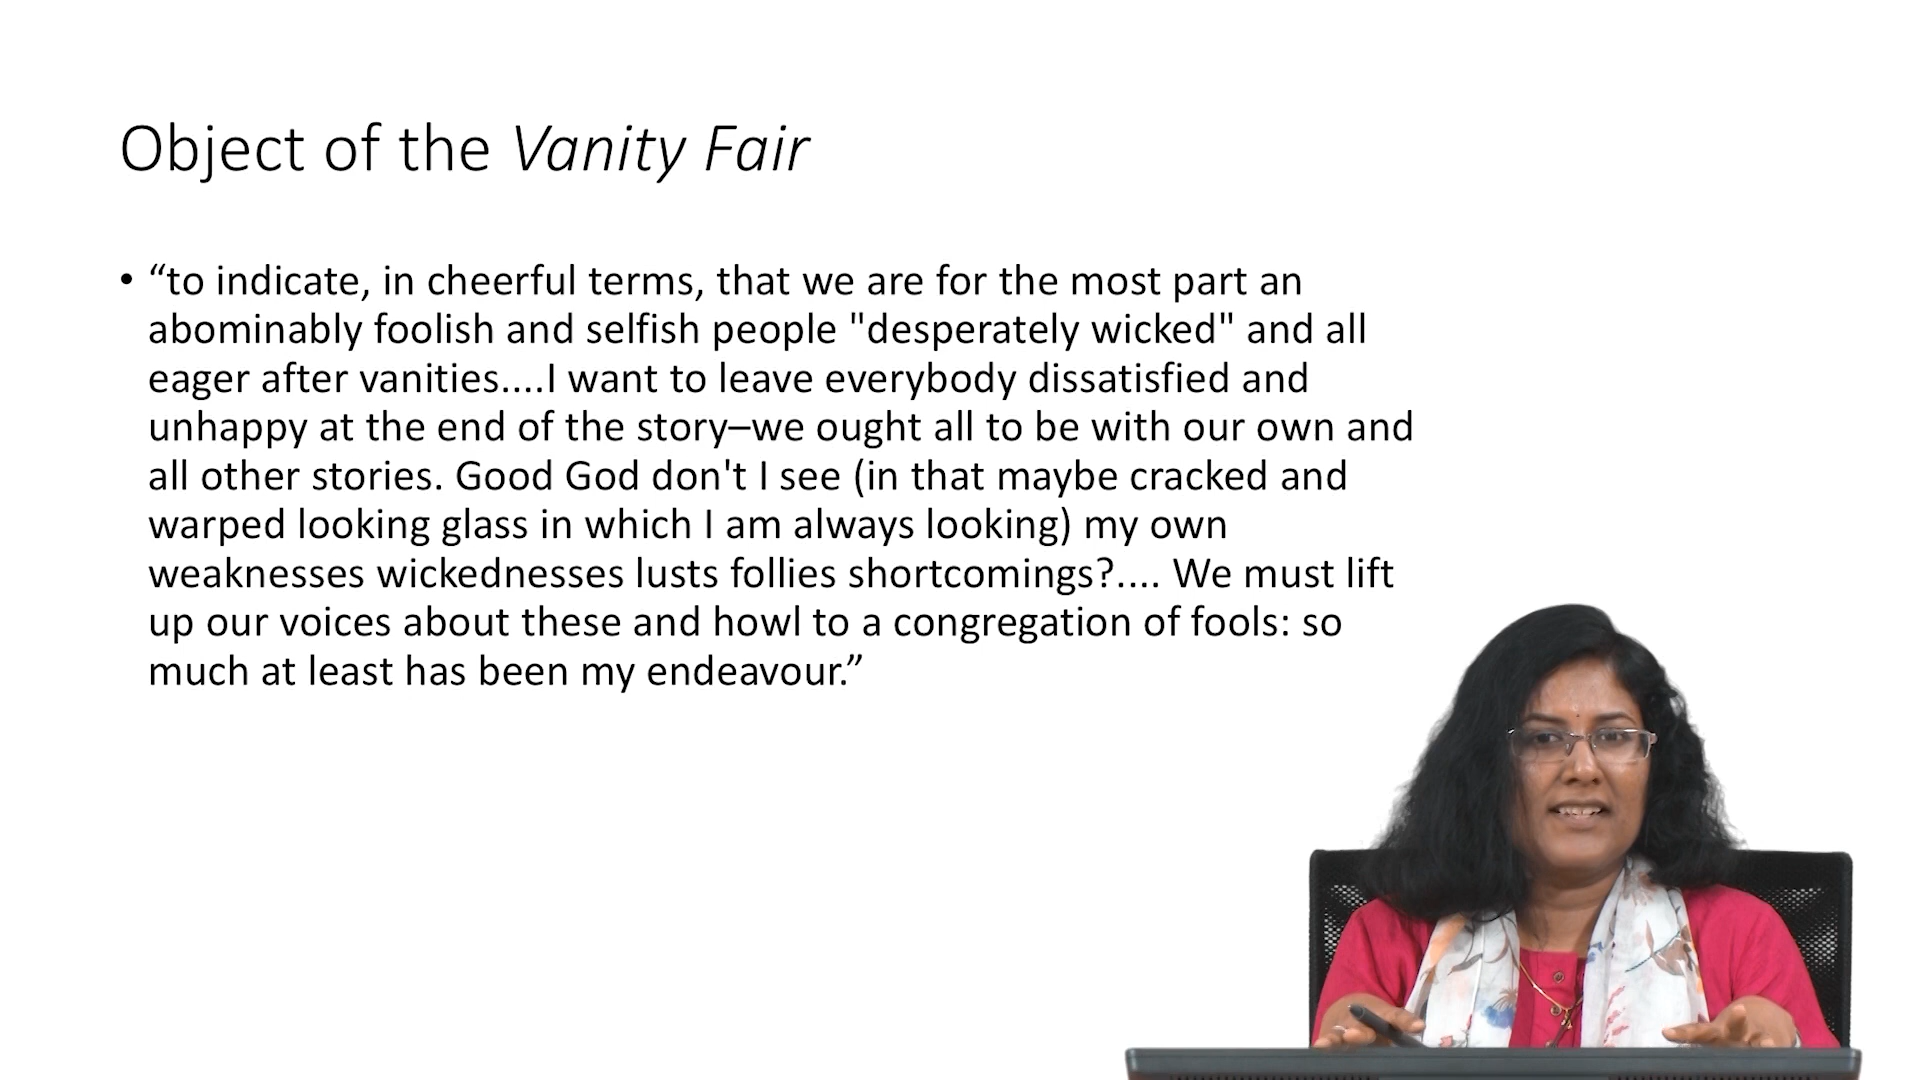 Object of the Vanity Fair
• “to indicate, in cheerful terms, that we are for the most part an
abominably foolish and selfish people "desperately wicked" and all
eager after vanities....I want to leave everybody dissatisfied and
unhappy at the end of the story–we ought all to be with our own and
all other stories. Good God don't I see (in that maybe cracked and
warped looking glass in which I am always looking) my own
weaknesses wickednesses lusts follies shortcomings?.... We must lift
up our voices about these and howl to a congregation of fools: so
much at least has been my endeavour.”